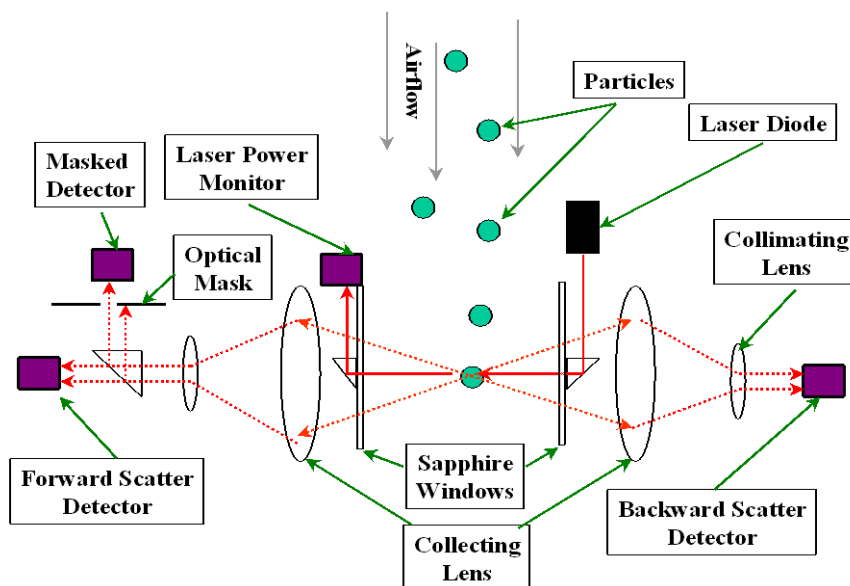 Airflow
Particles
Laser Diode
Masked
Detector
Laser Power
Monitor
Optical
Mask
Collimating
Lens
Forward Scatter
Detector
Sapphire
Windows
Backward Scatter
Detector
Collecting
Lens